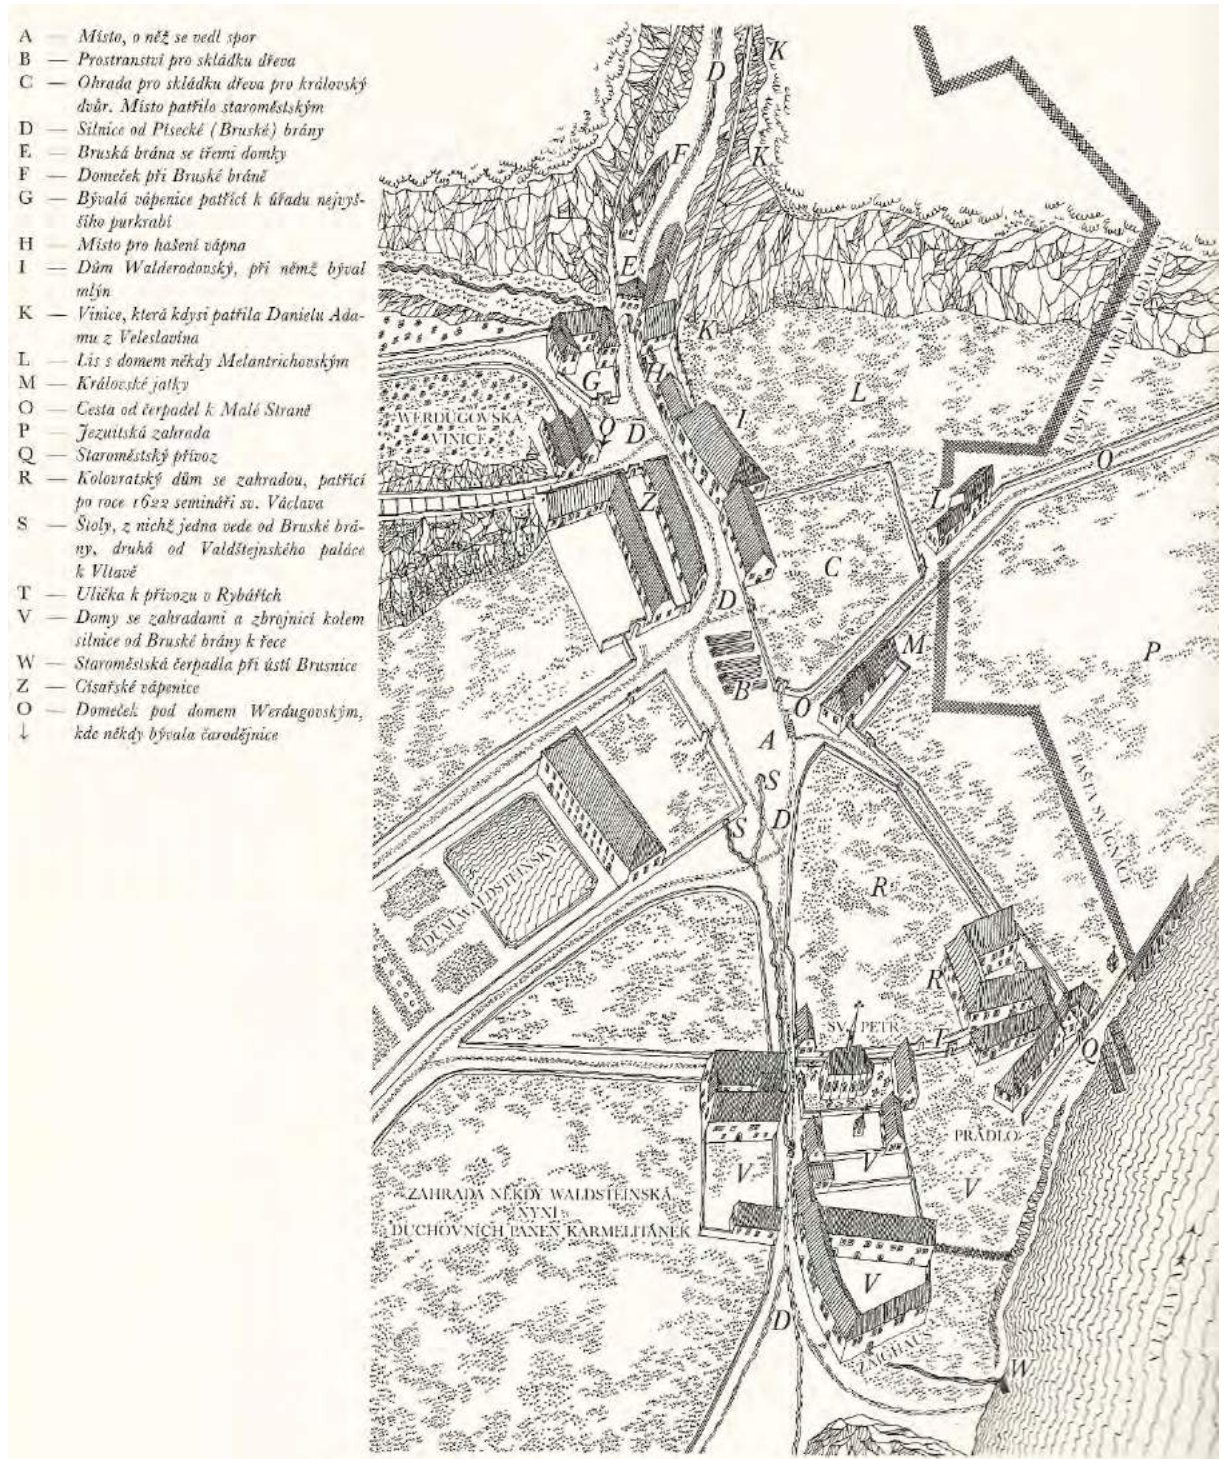 A — Místo, o něž se vedl spor
B — Prostranství pro skládku dřeva
C — Ohrada pro skládku dřeva pro královský
dvůr. Místo patřilo staroměstským
D — Silnice od Písecké (Bruské) brány
E — Bruská brána se třemi domky
F — Domeček při Bruské bráně
G — Bývalá vápenice patřící k úřadu nejvyš-
šího purkrabí
H — Místo pro hašení vápna
I — Dům Walderodovský, při němž býval
mlýn
K — Vinice, která kdysi patřila Danielu Ada-
mu z Veleslavína
L — Lis s domem někdy Melantrichovským
M — Královské jatky
O — Cesta od čerpadel k Malé Straně
P — Jezuitská zahrada
Q — Staroměstský přívoz
R — Kolovratský dům se zahradou, patřící
po roce 1622 semináři sv. Václava
S — Štoly, z nichž jedna vede od Bruské brá-
ny, druhá od Valdštejnského paláce
k Vltavě
T — Ulička k přívozu v Rybářích
V — Domy se zahradami a zbrojnicí kolem
silnice od Bruské brány k řece
W — Staroměstská čerpadla při ústí Brusnice
Z — Císařské vápenice
O — Domeček pod domem Werdugovským,
↓ kde někdy bývala čarodějnice
K
D
F
K
E
K
H
G
L
I
BAŠTA SV. MAŘÍ MAGDALÉNY
WERDUGOVSKÁ
VINICE
O
D
O
Z
L
C
D
M
P
B
O
A
S
BAŠTA SV. IGNÁCE
S
D
R
WALDSTEINSKÝ
R
SV. PETR
T
Q
PRÁDLO
V
V
V
ZAHRADA NĚKDY WALDSTEINSKÁ
NYNÍ
DUCHOVNÍCH PANEN KARMELITÁNEK
V
D
ZAIGHAUS
W
VLTAVA